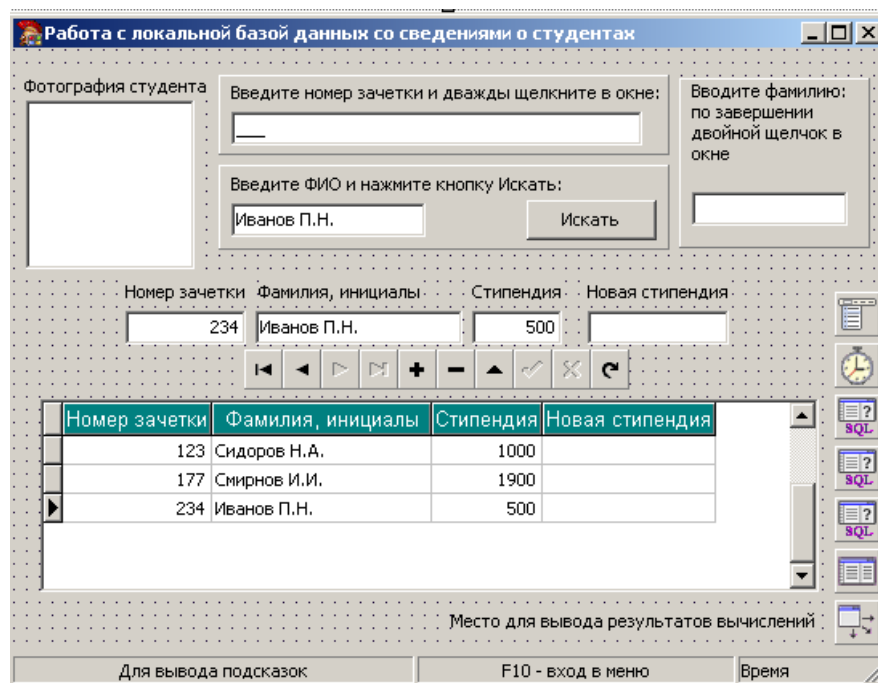 Работа с локальной базой данных со сведениями о студентах
Фотография студента
Введите номер зачетки и дважды щелкните в окне:
___
Введите ФИО и нажмите кнопку Искать:
Иванов П.Н.
Искать
Вводите фамилию:
по завершении
двойной щелчок в
окне
Номер зачетки Фамилия, инициалы Стипендия Новая стипендия
234 Иванов П.Н. 500
Номер зачетки Фамилия, инициалы Стипендия Новая стипендия
123 Сидоров Н.А. 1000
177 Смирнов И.И. 1900
234 Иванов П.Н. 500
SQL
SQL
SQL
Место для вывода результатов вычислений
Для вывода подсказок F10 - вход в меню Время